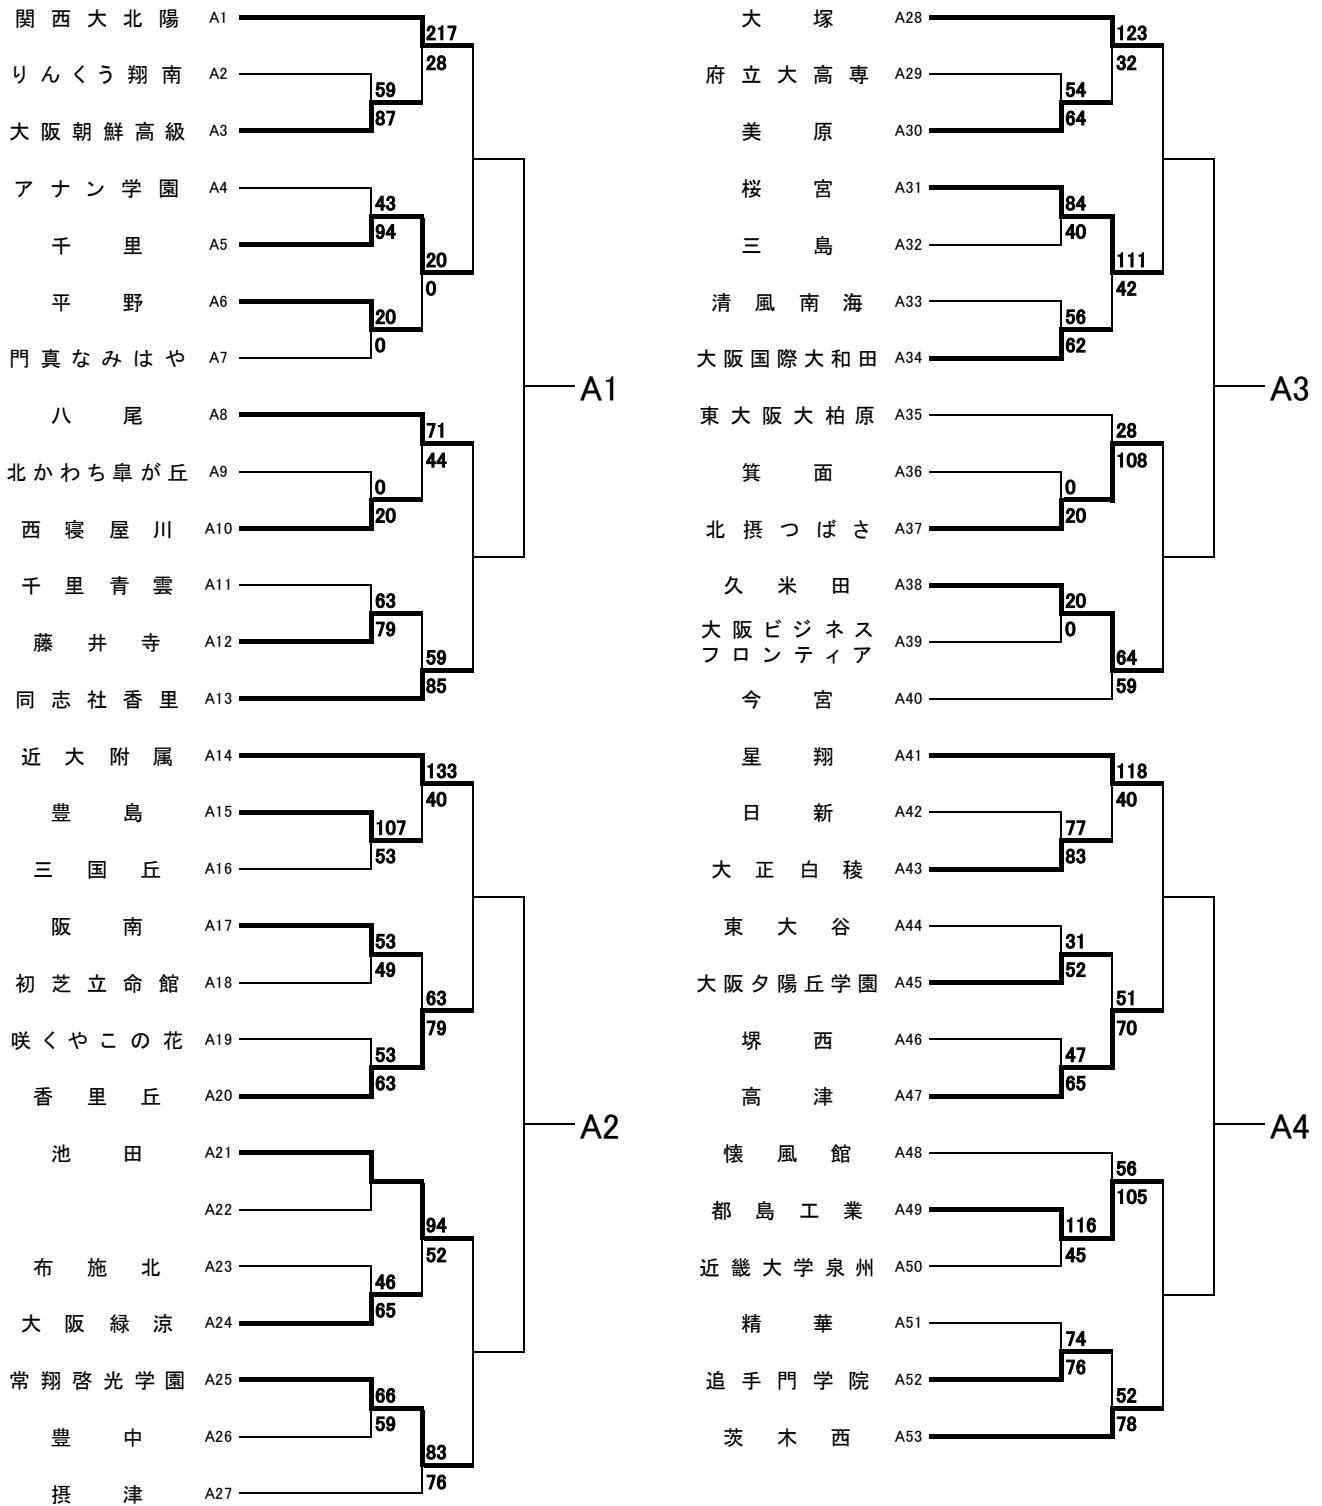 関西大北陽 A1
217
28
りんくう翔南 A2
59
87
大阪朝鮮高級 A3
アナン学園 A4
43
94
千里 A5
20
0
平野 A6
20
0
門真なみはや A7
A1
八尾 A8
71
44
北かわち皐が丘 A9
0
20
西寝屋川 A10
千里青雲 A11
63
79
藤井寺 A12
59
85
同志社香里 A13
近大附属 A14
133
40
豊島 A15
107
53
三国丘 A16
阪南 A17
53
49
初芝立命館 A18
63
79
咲くやこの花 A19
53
63
香里丘 A20
A2
池田 A21
A22
94
52
布施北 A23
46
65
大阪緑涼 A24
常翔啓光学園 A25
66
59
豊中 A26
83
76
摂津 A27
大塚 A28
123
32
府立大高専 A29
54
64
美原 A30
桜宮 A31
84
40
三島 A32
111
42
清風南海 A33
56
62
大阪国際大和田 A34
A3
東大阪大柏原 A35
28
108
箕面 A36
0
20
北摂つばさ A37
久米田 A38
20
0
大阪ビジネス
フロンティア A39
64
59
今宮 A40
星翔 A41
118
40
日新 A42
77
83
大正白稜 A43
東大谷 A44
31
52
大阪夕陽丘学園 A45
51
70
堺西 A46
47
65
高津 A47
A4
懐風館 A48
56
105
都島工業 A49
116
45
近畿大学泉州 A50
精華 A51
74
76
追手門学院 A52
52
78
茨木西 A53